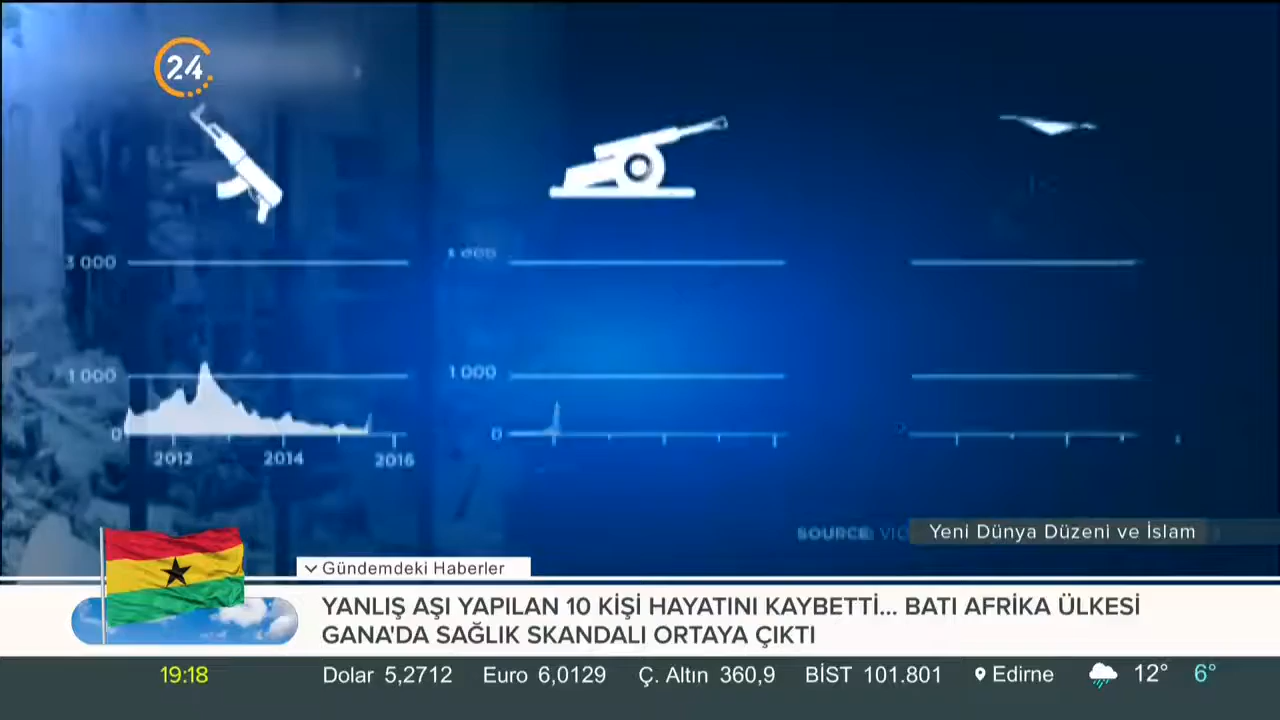 24
3 000
1 000
1 000
0
0
2012
2014
2016
SOURCE:
Yeni Dünya Düzeni ve İslam
Gündemdeki Haberler
YANLIŞ AŞI YAPILAN 10 KİŞİ HAYATINI KAYBETTİ... BATI AFRİKA ÜLKESİ
GANA'DA SAĞLIK SKANDALI ORTAYA ÇIKTI
19:18 Dolar 5,2712 Euro 6,0129 Ç. Altın 360,9 BİST 101.801 Edirne 12° 6°